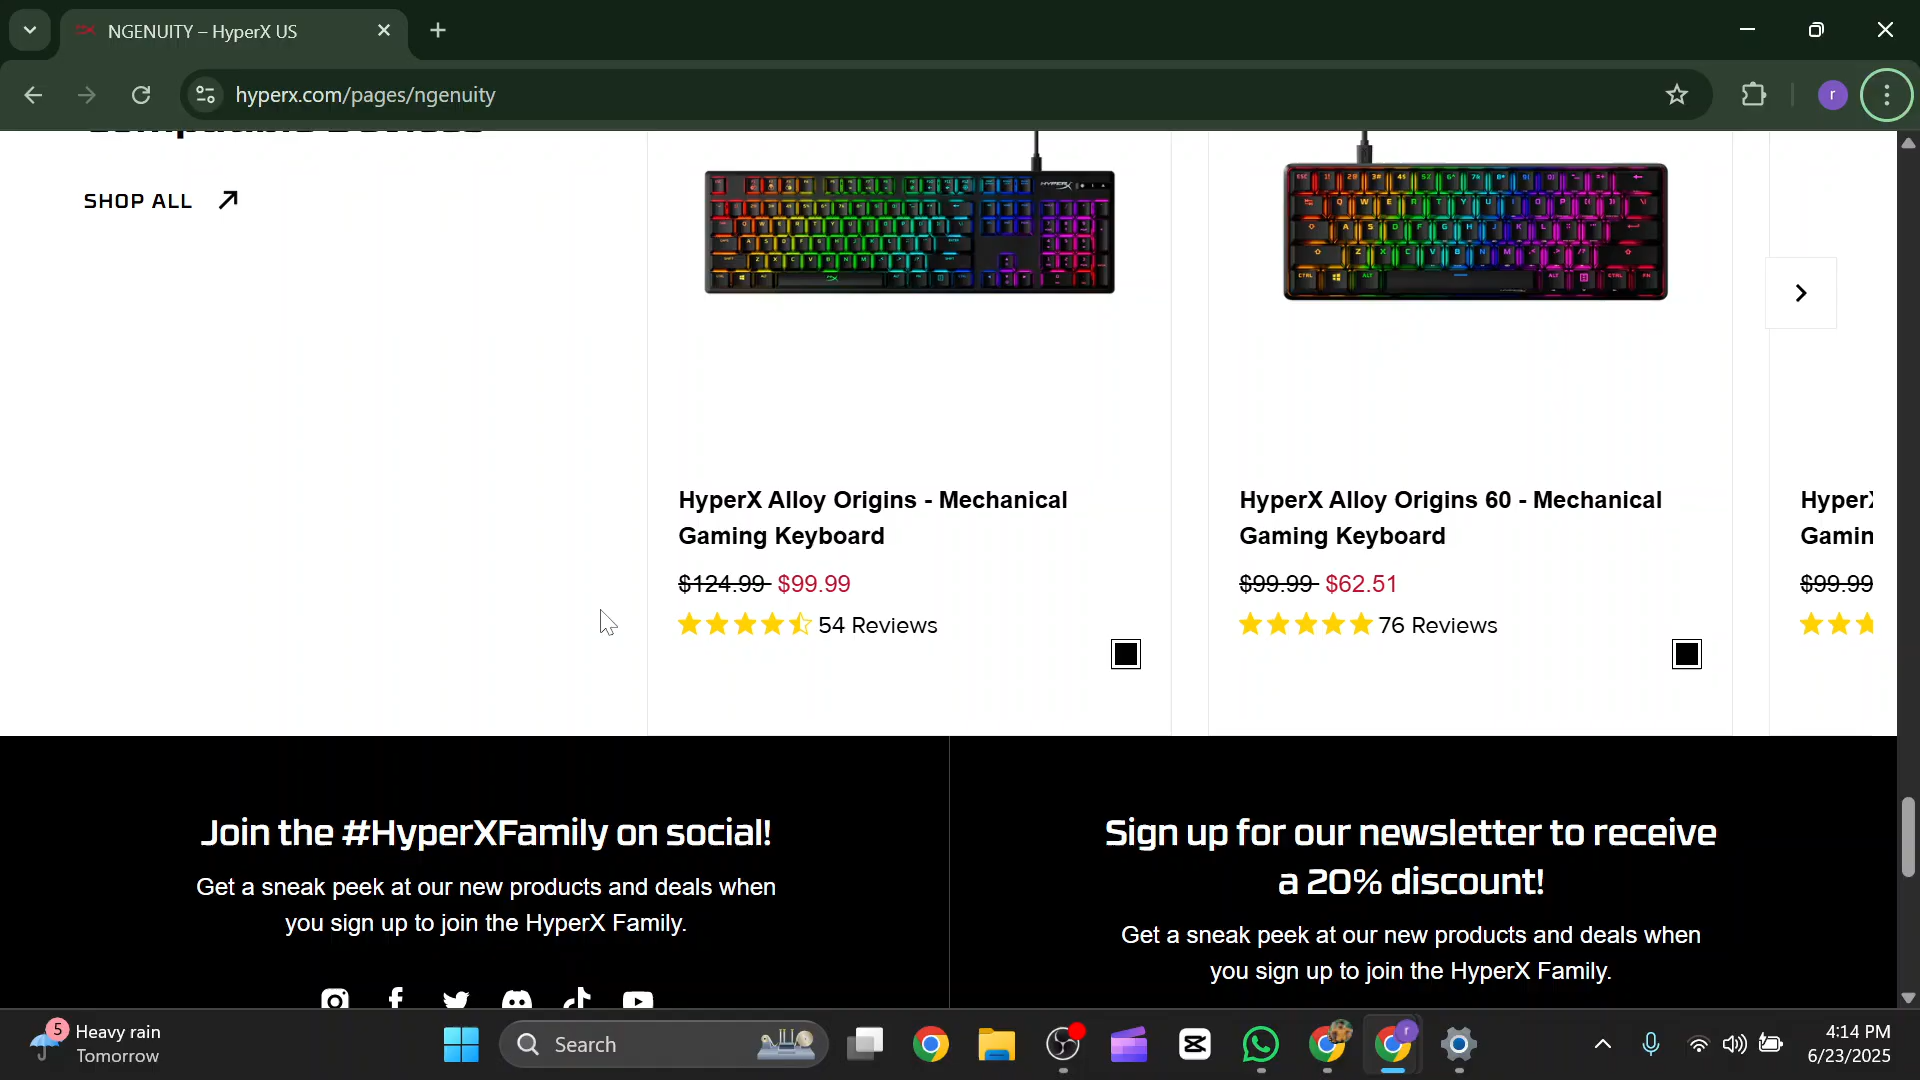 NGENUITY – HyperX US
hyperx.com/pages/ngenuity
r
SHOP ALL
HyperX Alloy Origins - Mechanical
Gaming Keyboard
$124.99 $99.99
54 Reviews
HyperX Alloy Origins 60 - Mechanical
Gaming Keyboard
$99.99 $62.51
76 Reviews
HyperX
Gamin
$99.99
Join the #HyperXFamily on social!
Get a sneak peek at our new products and deals when
you sign up to join the HyperX Family.
Sign up for our newsletter to receive
a 20% discount!
Get a sneak peek at our new products and deals when
you sign up to join the HyperX Family.
5
Heavy rain
Tomorrow
Search
r
4:14 PM
6/23/2025